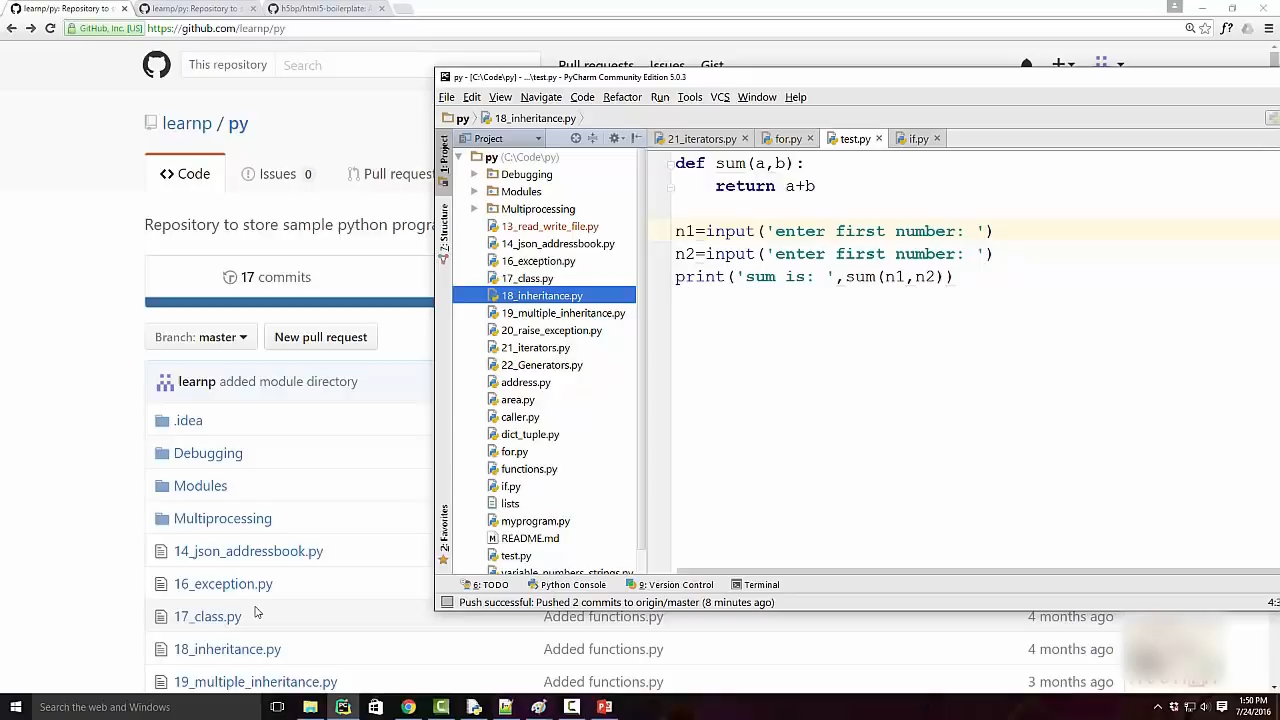 learnp/py: Repository to s
learnp/py: Repository to s
h5bp/html5-boilerplate: A
GitHub, Inc. [US] https://github.com/learnp/py
This repository Search Pull requests Issues Gist
learnp / py
Code Issues 0 Pull reques
Repository to store sample python progra
17 commits
Branch: master New pull request
learnp added module directory
.idea
Debugging
Modules
Multiprocessing
14_json_addressbook.py
16_exception.py
17_class.py Added functions.py 4 months ago
18_inheritance.py Added functions.py 4 months ago
19_multiple_inheritance.py Added functions.py 3 months ago
py - [C:\Code\py] - ...\test.py - PyCharm Community Edition 5.0.3
File Edit View Navigate Code Refactor Run Tools VCS Window Help
py 18_inheritance.py
1: Project
7: Structure
2: Favorites
Project
py (C:\Code\py)
Debugging
Modules
Multiprocessing
13_read_write_file.py
14_json_addressbook.py
16_exception.py
17_class.py
18_inheritance.py
19_multiple_inheritance.py
20_raise_exception.py
21_iterators.py
22_Generators.py
address.py
area.py
caller.py
dict_tuple.py
for.py
functions.py
if.py
lists
myprogram.py
README.md
test.py
variable_numbers_strings.py
21_iterators.py for.py test.py if.py
def sum(a,b):
return a+b
n1=input('enter first number: ')
n2=input('enter first number: ')
print('sum is: ',sum(n1,n2))
6: TODO Python Console 9: Version Control Terminal
Push successful: Pushed 2 commits to origin/master (8 minutes ago) 4:3
Search the web and Windows
1:50 PM
7/24/2016